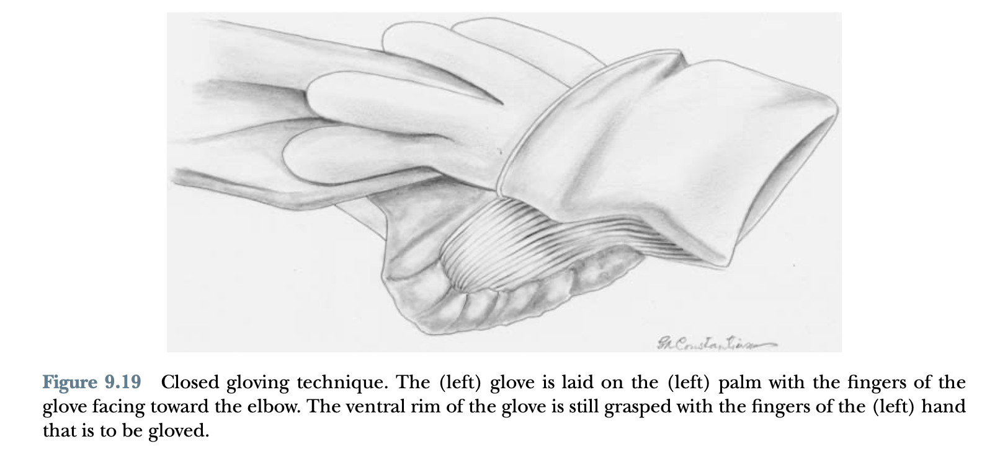 Figure 9.19 Closed gloving technique. The (left) glove is laid on the (left) palm with the fingers of the
glove facing toward the elbow. The ventral rim of the glove is still grasped with the fingers of the (left) hand
that is to be gloved.